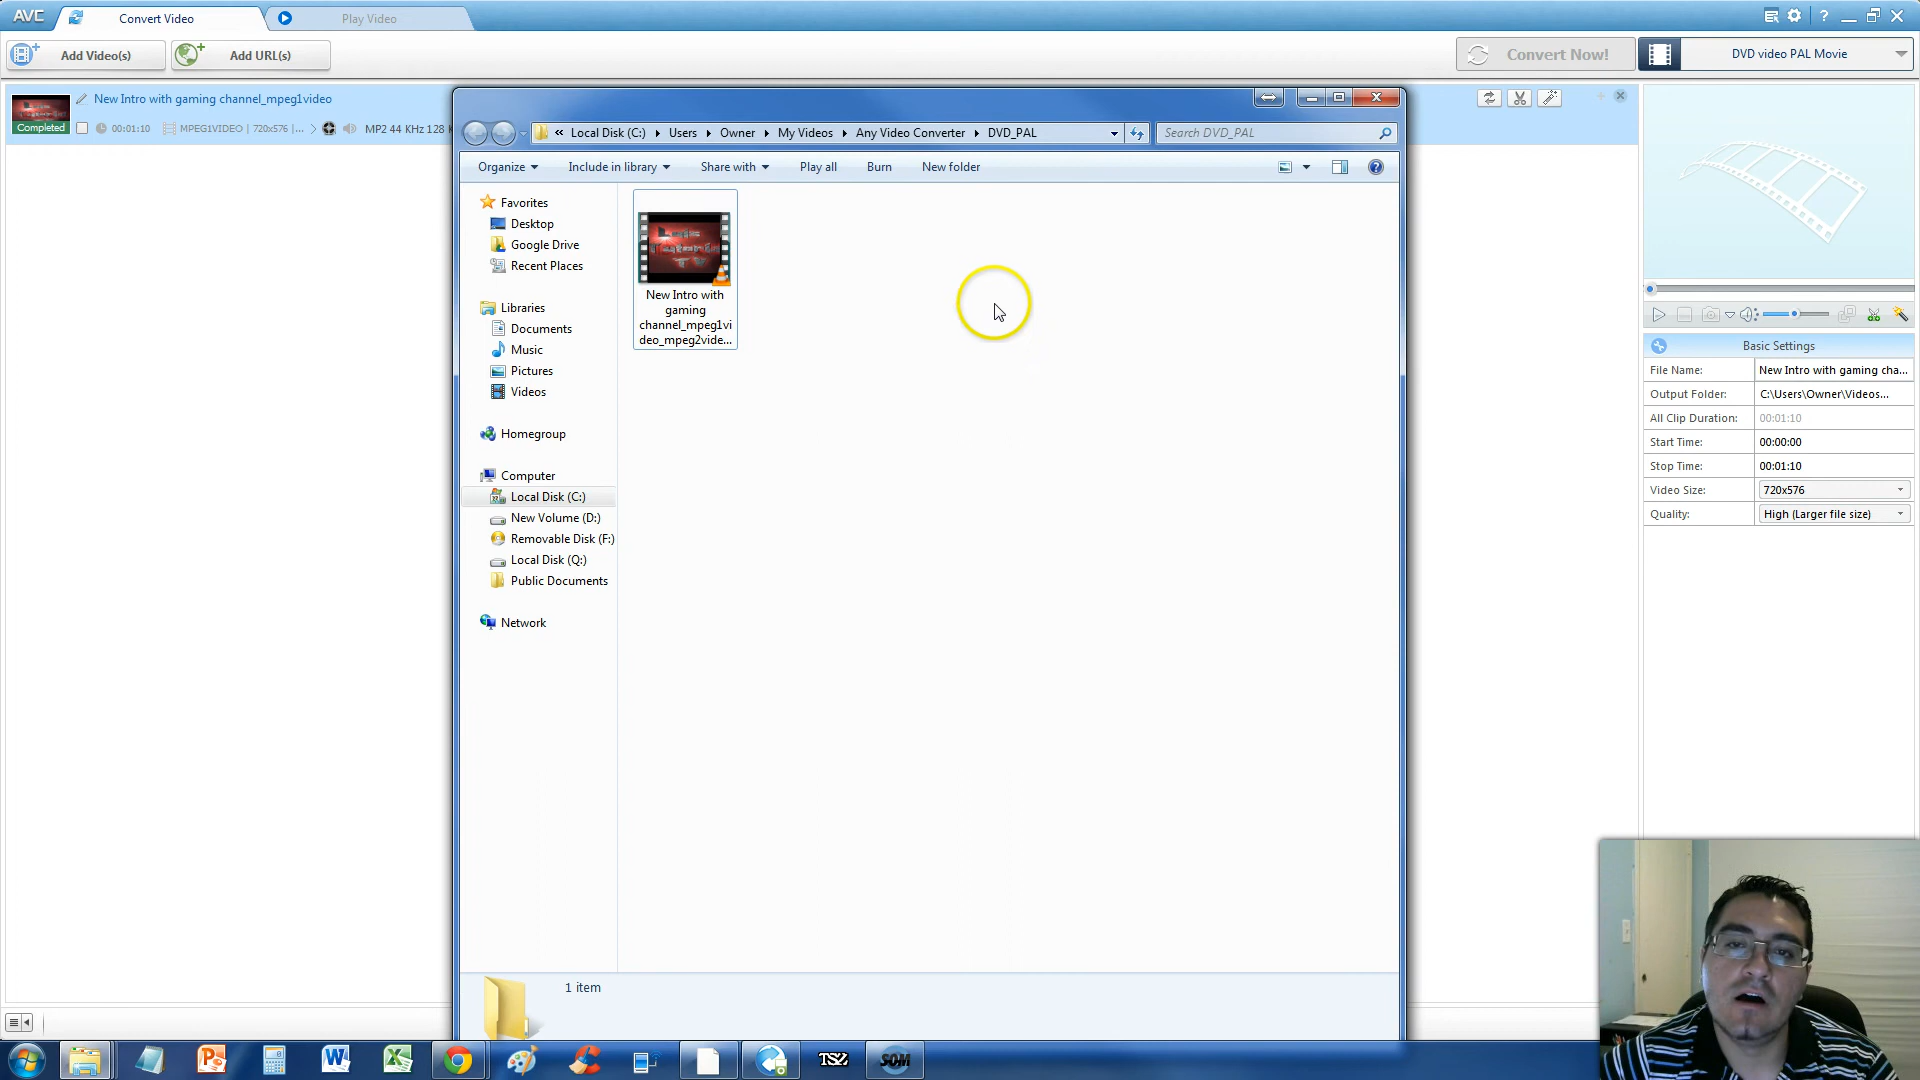 AVC
Convert Video
Play Video
Add Video(s)
Add URL(s)
Convert Now!
DVD video PAL Movie
New Intro with gaming channel_mpeg1video
Completed
00:01:10
MPEG1VIDEO | 720x576 |...
MP2 44 KHz 128 K
« Local Disk (C:)
Users
Owner
My Videos
Any Video Converter
DVD_PAL
Search DVD_PAL
Organize
Include in library
Share with
Play all
Burn
New folder
Favorites
Desktop
Google Drive
Recent Places
Libraries
Documents
Music
Pictures
Videos
Homegroup
Computer
Local Disk (C:)
New Volume (D:)
Removable Disk (F:)
Local Disk (Q:)
Public Documents
Network
New Intro with
gaming
channel_mpeg1vi
deo_mpeg2vide...
1 item
Basic Settings
File Name: New Intro with gaming cha...
Output Folder: C:\Users\Owner\Videos...
All Clip Duration: 00:01:10
Start Time: 00:00:00
Stop Time: 00:01:10
Video Size: 720x576
Quality: High (Larger file size)
SOM